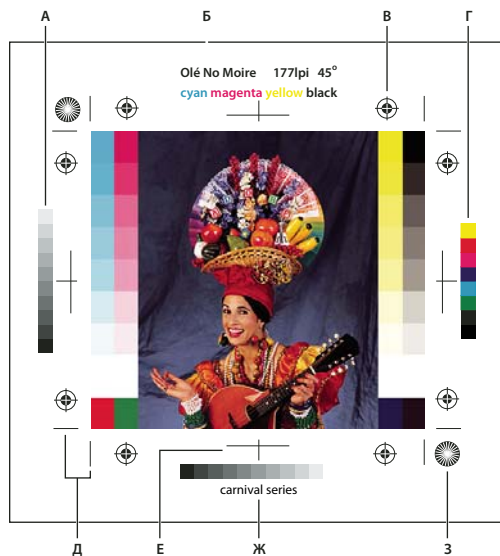 А Б В Г
Olé No Moire 177lpi 45°
cyan magenta yellow black
carnival series
Д Е Ж З